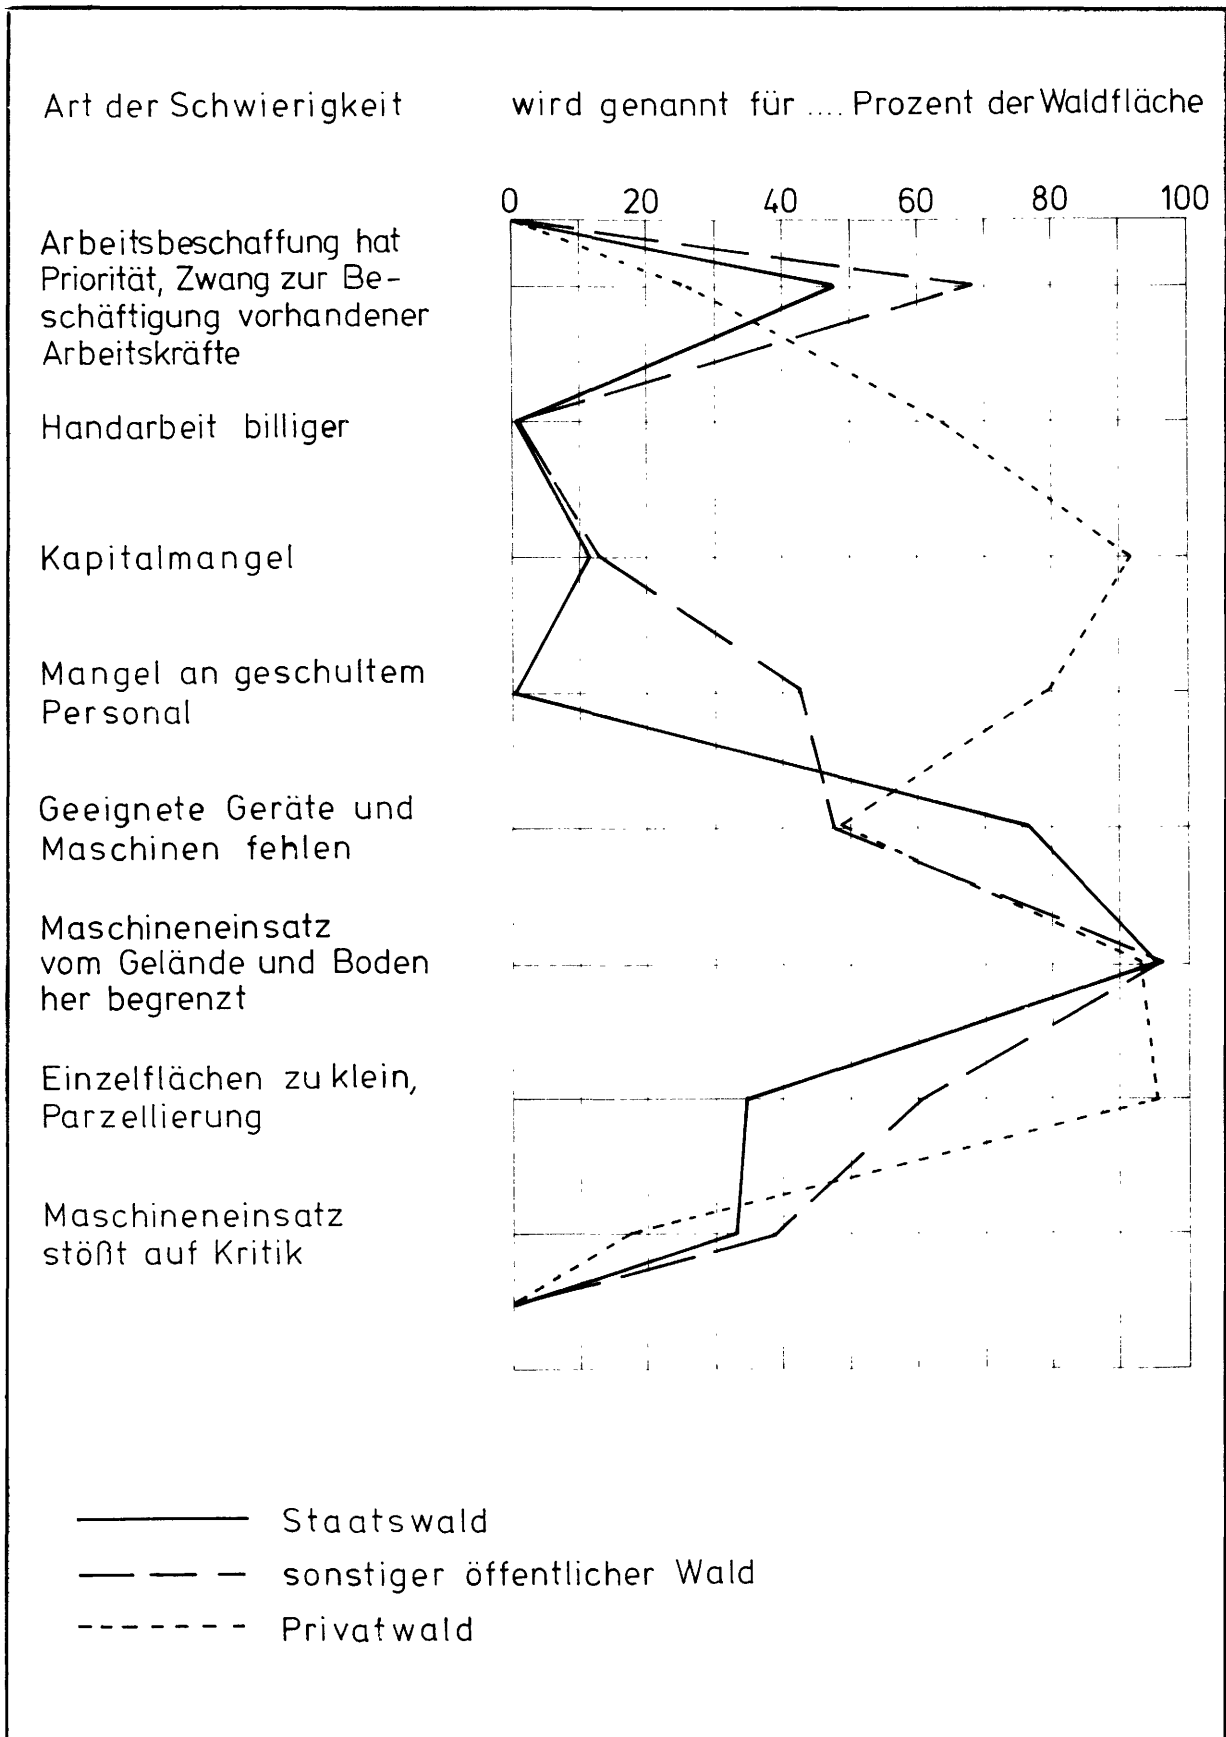 Art der Schwierigkeit wird genannt für .... Prozent der Waldfläche
0 20 40 60 80 100
Arbeitsbeschaffung hat
Priorität, Zwang zur Be-
schäftigung vorhandener
Arbeitskräfte
Handarbeit billiger
Kapitalmangel
Mangel an geschultem
Personal
Geeignete Geräte und
Maschinen fehlen
Maschineneinsatz
vom Gelände und Boden
her begrenzt
Einzelflächen zu klein,
Parzellierung
Maschineneinsatz
stößt auf Kritik
Staatswald
sonstiger öffentlicher Wald
Privatwald